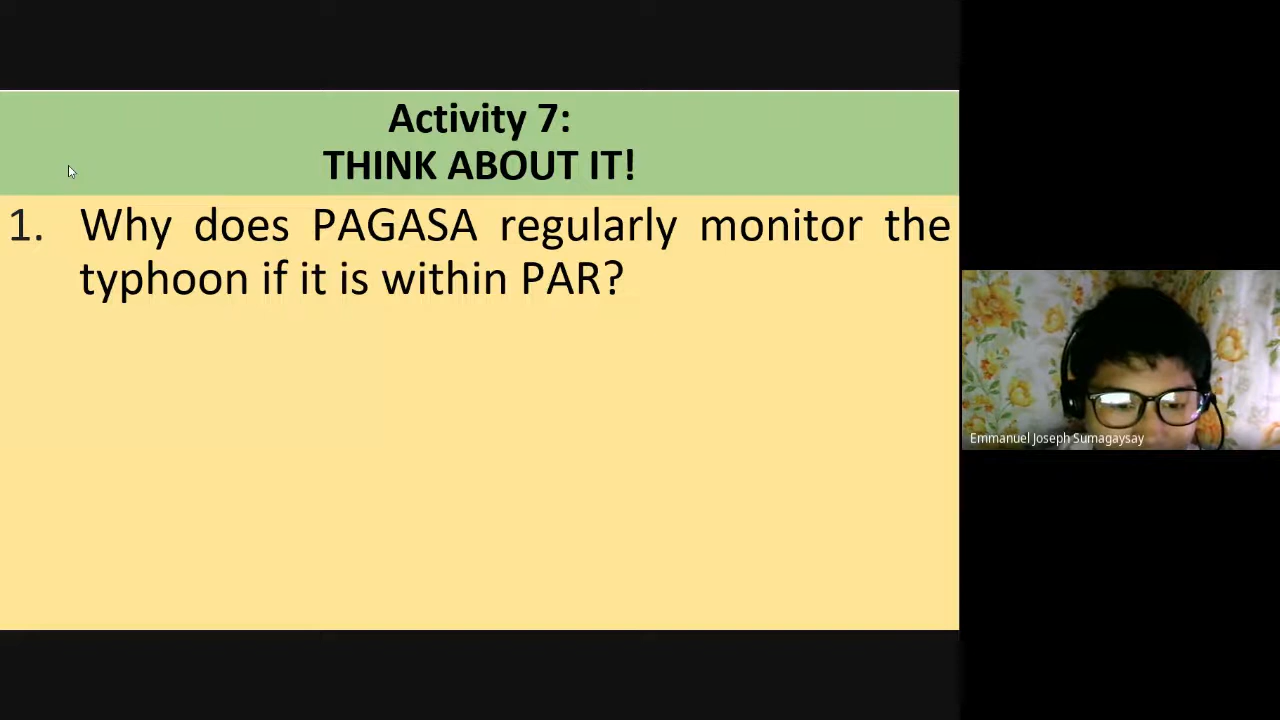 Activity 7:
THINK ABOUT IT!
1. Why does PAGASA regularly monitor the
typhoon if it is within PAR?
Emmanuel Joseph Sumagaysay